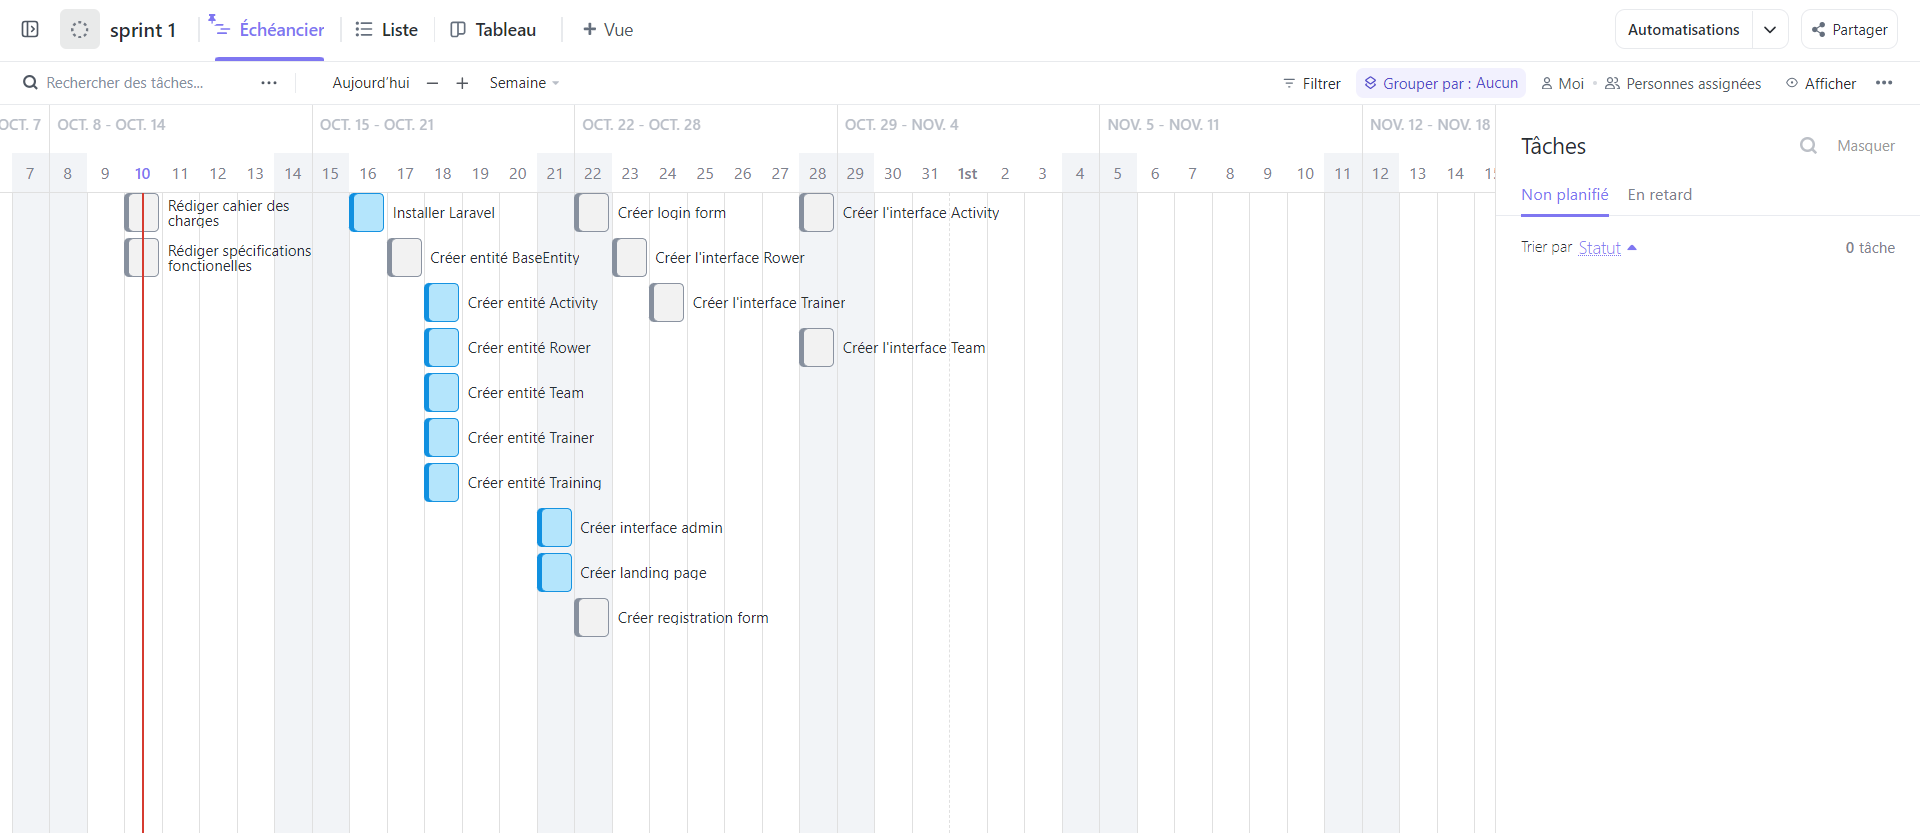 sprint 1
Échéancier
Liste
Tableau
+ Vue
Automatisations
Partager
Rechercher des tâches...
Aujourd'hui
Semaine
Filtrer
Grouper par : Aucun
Moi
Personnes assignées
Afficher
OCT. 7
OCT. 8 - OCT. 14
OCT. 15 - OCT. 21
OCT. 22 - OCT. 28
OCT. 29 - NOV. 4
NOV. 5 - NOV. 11
NOV. 12 - NOV. 18
7 8 9 10 11 12 13 14 15 16 17 18 19 20 21 22 23 24 25 26 27 28 29 30 31 1st 2 3 4 5 6 7 8 9 10 11 12 13 14
Rédiger cahier des
charges
Installer Laravel
Créer login form
Créer l'interface Activity
Rédiger spécifications
fonctionelles
Créer entité BaseEntity
Créer l'interface Rower
Créer entité Activity
Créer l'interface Trainer
Créer entité Rower
Créer l'interface Team
Créer entité Team
Créer entité Trainer
Créer entité Training
Créer interface admin
Créer landing page
Créer registration form
Tâches
Masquer
Non planifié
En retard
Trier par Statut
0 tâche